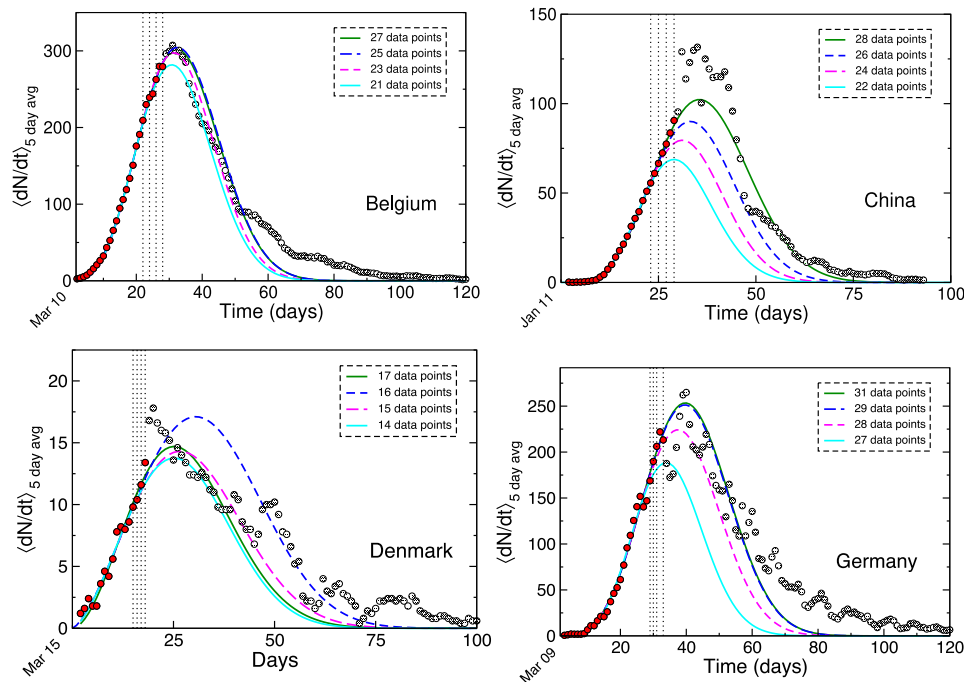 ⟨dN/dt⟩5 day avg
300
200
100
0
27 data points
25 data points
23 data points
21 data points
Belgium
Mar 10
20
40
60
80
100
120
Time (days)
⟨dN/dt⟩5 day avg
150
100
50
0
28 data points
26 data points
24 data points
22 data points
China
Jan 11
25
50
75
100
Time (days)
⟨dN/dt⟩ 5 day avg
20
15
10
5
0
17 data points
16 data points
15 data points
14 data points
Denmark
Mar 15
25
50
75
100
Days
⟨dN/dt⟩5 day avg
250
200
150
100
50
0
31 data points
29 data points
28 data points
27 data points
Germany
Mar 09
20
40
60
80
100
120
Time (days)